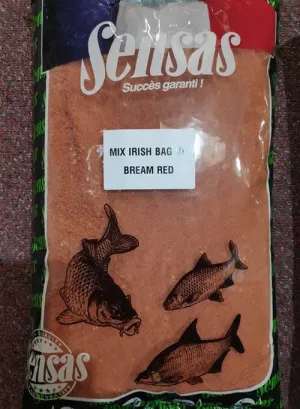 Sensas
Succès garanti !
MIX IRISH BAG
BREAM RED
Sensas